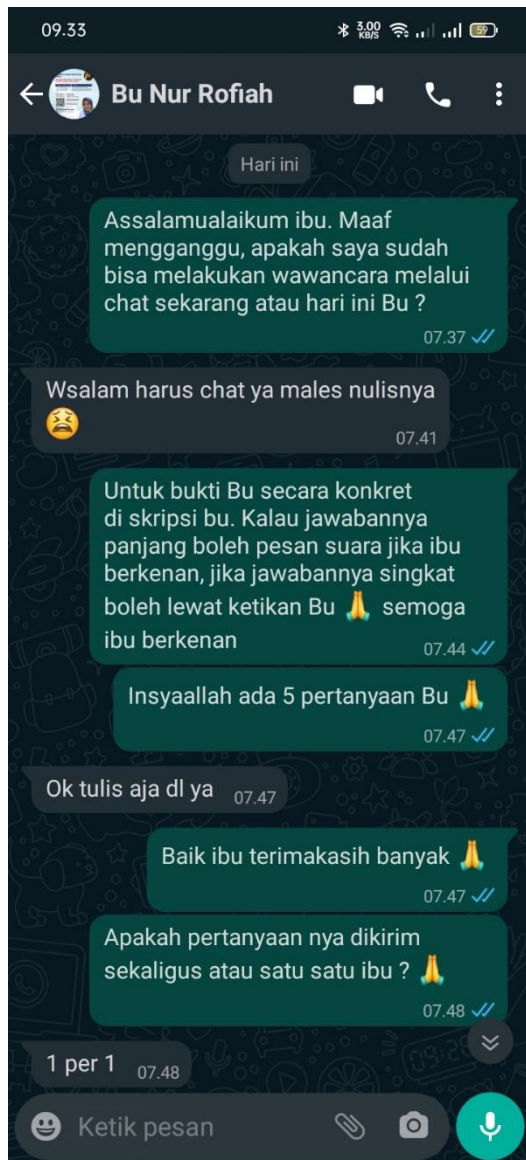 09.33
3,00
KB/S
59
Bu Nur Rofiah
Hari ini
Assalamualaikum ibu. Maaf
mengganggu, apakah saya sudah
bisa melakukan wawancara melalui
chat sekarang atau hari ini Bu ?
07.37
Wsalam harus chat ya males nulisnya
😫
07.41
Untuk bukti Bu secara konkret
di skripsi bu. Kalau jawabannya
panjang boleh pesan suara jika ibu
berkenan, jika jawabannya singkat
boleh lewat ketikan Bu 🙏 semoga
ibu berkenan
07.44
Insyaallah ada 5 pertanyaan Bu 🙏
07.47
Ok tulis aja dl ya 07.47
Baik ibu terimakasih banyak 🙏
07.47
Apakah pertanyaan nya dikirim
sekaligus atau satu satu ibu ? 🙏
07.48
1 per 1 07.48
Ketik pesan